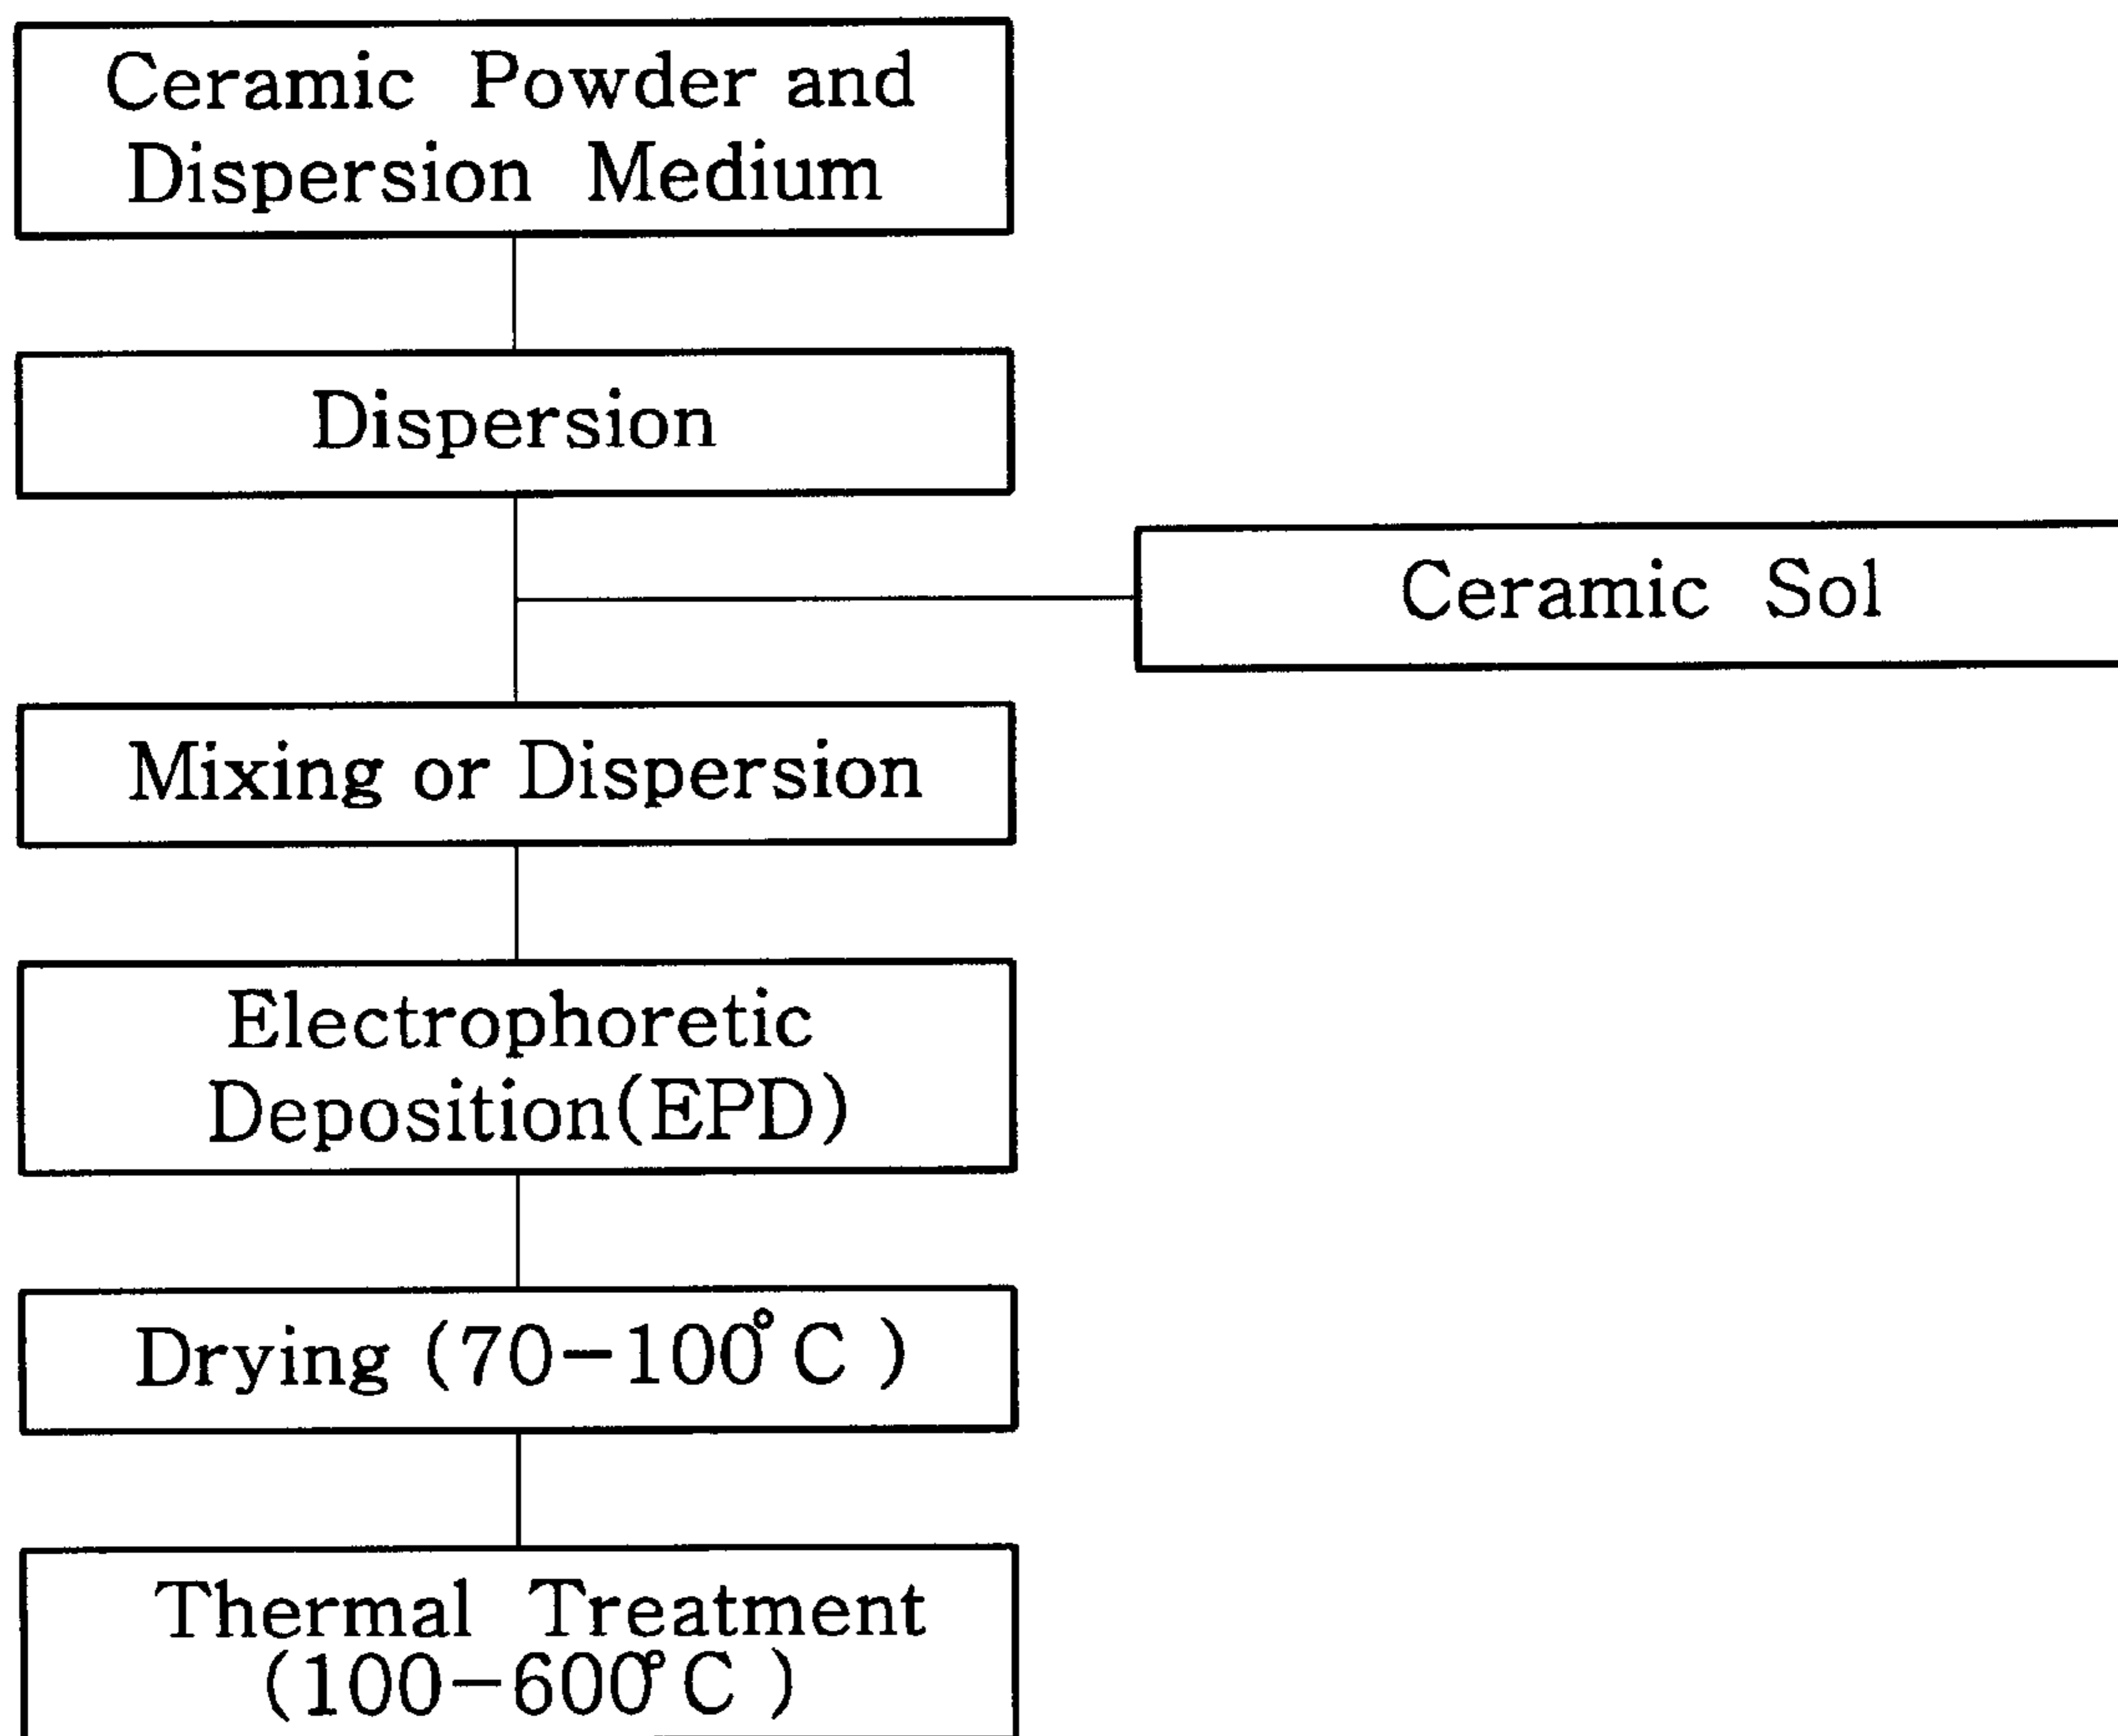 Ceramic Powder and
Dispersion Medium
Dispersion
Ceramic Sol
Mixing or Dispersion
Electrophoretic
Deposition(EPD)
Drying (70-100°C )
Thermal Treatment
(100-600°C )